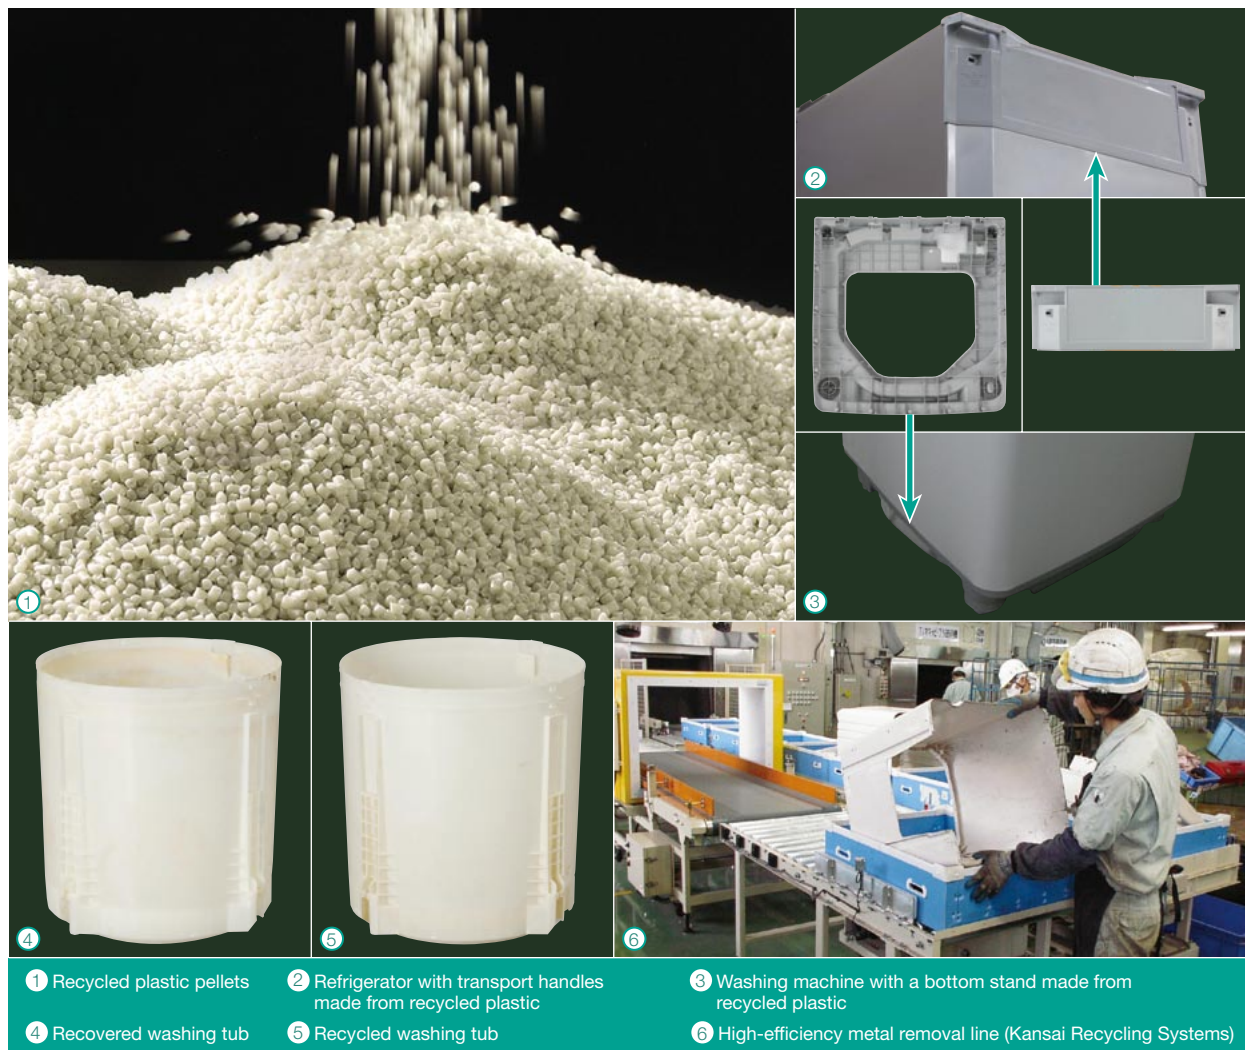 1
2
3
4
5
6
1 Recycled plastic pellets
2 Refrigerator with transport handles
made from recycled plastic
3 Washing machine with a bottom stand made from
recycled plastic
4 Recovered washing tub
5 Recycled washing tub
6 High-efficiency metal removal line (Kansai Recycling Systems)